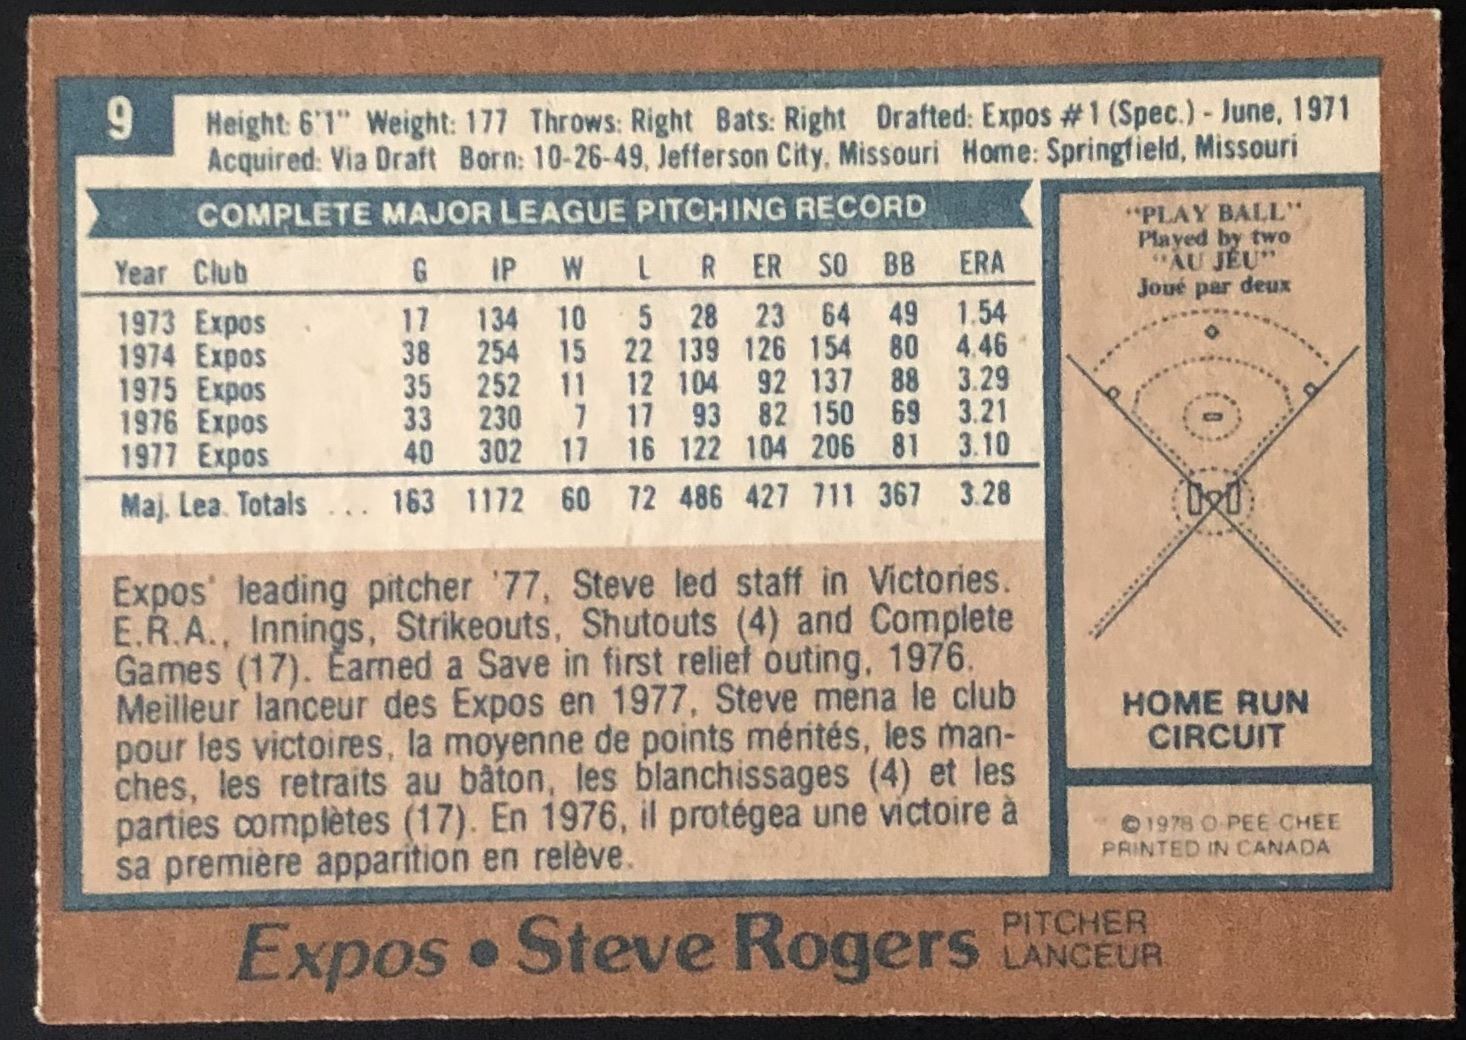 9
Height: 6'1" Weight: 177 Throws: Right Bats: Right Drafted: Expos #1 (Spec.) - June, 1971
Acquired: Via Draft Born: 10-26-49, Jefferson City, Missouri Home: Springfield, Missouri
COMPLETE MAJOR LEAGUE PITCHING RECORD
Year Club G IP W L R ER SO BB ERA
1973 Expos 17 134 10 5 28 23 64 49 1.54
1974 Expos 38 254 15 22 139 126 154 80 4.46
1975 Expos 35 252 11 12 104 92 137 88 3.29
1976 Expos 33 230 7 17 93 82 150 69 3.21
1977 Expos 40 302 17 16 122 104 206 81 3.10
Maj. Lea. Totals ... 163 1172 60 72 486 427 711 367 3.28
Expos' leading pitcher '77, Steve led staff in Victories.
E.R.A., Innings, Strikeouts, Shutouts (4) and Complete
Games (17). Earned a Save in first relief outing, 1976.
Meilleur lanceur des Expos en 1977, Steve mena le club
pour les victoires, la moyenne de points mérités, les man-
ches, les retraits au bâton, les blanchissages (4) et les
parties complètes (17). En 1976, il protégea une victoire à
sa première apparition en relève.
"PLAY BALL"
Played by two
"AU JEU"
Joué par deux
HOME RUN
CIRCUIT
©1978 O-PEE-CHEE
PRINTED IN CANADA
Expos • Steve Rogers
PITCHER
LANCEUR